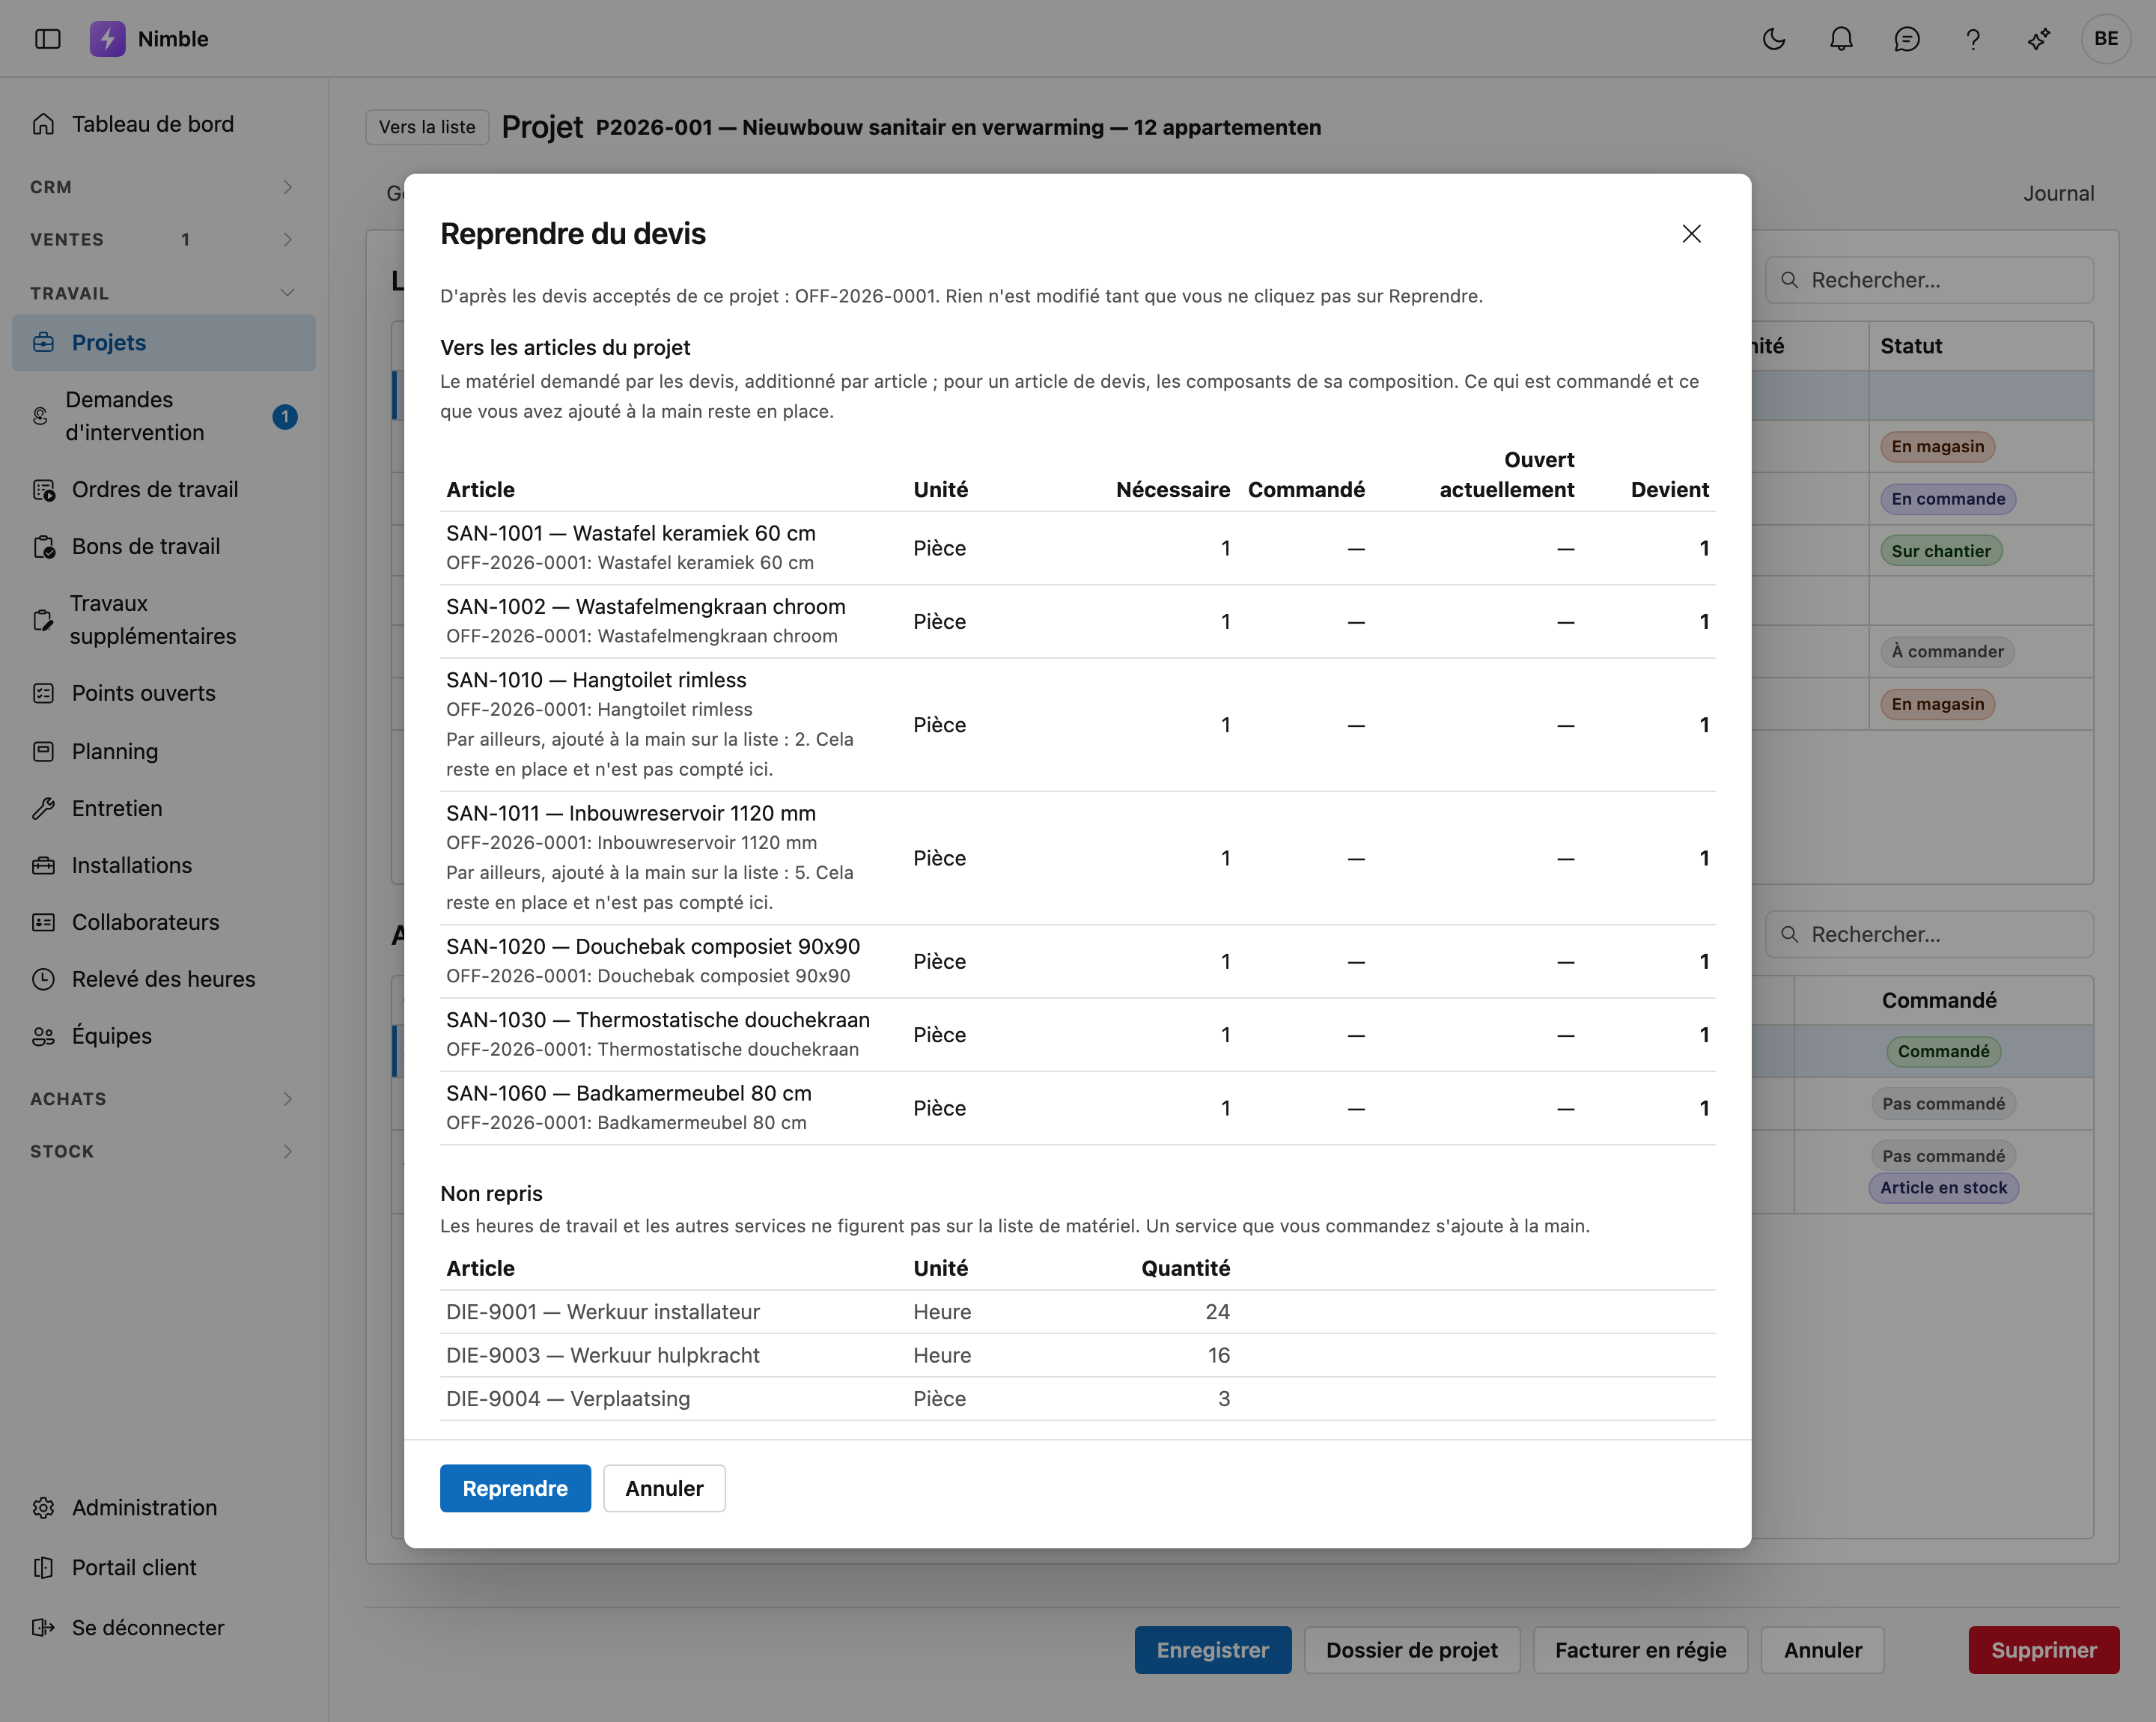 Nimble
BE
Tableau de bord
CRM
VENTES 1
TRAVAIL
Projets
Demandes
d'intervention
1
Ordres de travail
Bons de travail
Travaux
supplémentaires
Points ouverts
Planning
Entretien
Installations
Collaborateurs
Relevé des heures
Équipes
ACHATS
STOCK
Administration
Portail client
Se déconnecter
Vers la liste
Projet P2026-001 — Nieuwbouw sanitair en verwarming — 12 appartementen
Journal
Rechercher...
Statut
En magasin
En commande
Sur chantier
À commander
En magasin
Rechercher...
Commandé
Commandé
Pas commandé
Pas commandé
Article en stock
Reprendre du devis
D'après les devis acceptés de ce projet : OFF-2026-0001. Rien n'est modifié tant que vous ne cliquez pas sur Reprendre.
Vers les articles du projet
Le matériel demandé par les devis, additionné par article ; pour un article de devis, les composants de sa composition. Ce qui est commandé et ce
que vous avez ajouté à la main reste en place.
Article Unité Nécessaire Commandé Ouvert actuellement Devient
SAN-1001 — Wastafel keramiek 60 cm
OFF-2026-0001: Wastafel keramiek 60 cm
Pièce 1 — — 1
SAN-1002 — Wastafelmengkraan chroom
OFF-2026-0001: Wastafelmengkraan chroom
Pièce 1 — — 1
SAN-1010 — Hangtoilet rimless
OFF-2026-0001: Hangtoilet rimless
Par ailleurs, ajouté à la main sur la liste : 2. Cela
reste en place et n'est pas compté ici.
Pièce 1 — — 1
SAN-1011 — Inbouwreservoir 1120 mm
OFF-2026-0001: Inbouwreservoir 1120 mm
Par ailleurs, ajouté à la main sur la liste : 5. Cela
reste en place et n'est pas compté ici.
Pièce 1 — — 1
SAN-1020 — Douchebak composiet 90x90
OFF-2026-0001: Douchebak composiet 90x90
Pièce 1 — — 1
SAN-1030 — Thermostatische douchekraan
OFF-2026-0001: Thermostatische douchekraan
Pièce 1 — — 1
SAN-1060 — Badkamermeubel 80 cm
OFF-2026-0001: Badkamermeubel 80 cm
Pièce 1 — — 1
Non repris
Les heures de travail et les autres services ne figurent pas sur la liste de matériel. Un service que vous commandez s'ajoute à la main.
Article Unité Quantité
DIE-9001 — Werkuur installateur Heure 24
DIE-9003 — Werkuur hulpkracht Heure 16
DIE-9004 — Verplaatsing Pièce 3
Reprendre
Annuler
Enregistrer
Dossier de projet
Facturer en régie
Annuler
Supprimer